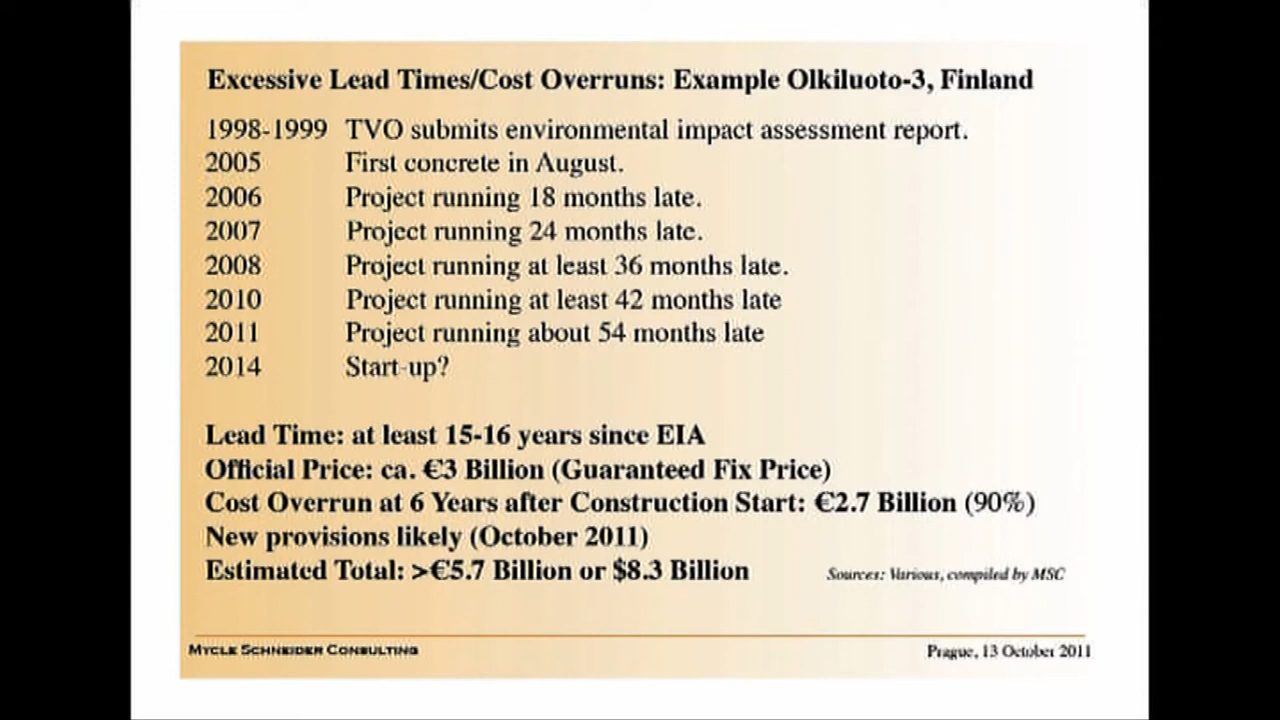 Excessive Lead Times/Cost Overruns: Example Olkiluoto-3, Finland
1998-1999 TVO submits environmental impact assessment report.
2005 First concrete in August.
2006 Project running 18 months late.
2007 Project running 24 months late.
2008 Project running at least 36 months late.
2010 Project running at least 42 months late
2011 Project running about 54 months late
2014 Start-up?
Lead Time: at least 15-16 years since EIA
Official Price: ca. €3 Billion (Guaranteed Fix Price)
Cost Overrun at 6 Years after Construction Start: €2.7 Billion (90%)
New provisions likely (October 2011)
Estimated Total: >€5.7 Billion or $8.3 Billion
Sources: Various, compiled by MSC
MYCLE SCHNEIDER CONSULTING
Prague, 13 October 2011